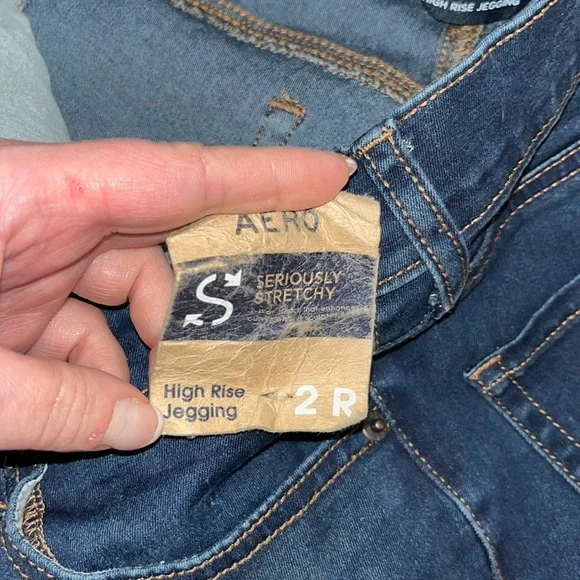 HIGH RISE JEGGING
AERO
S
SERIOUSLY
STRETCHY
High Rise
Jegging
2 R